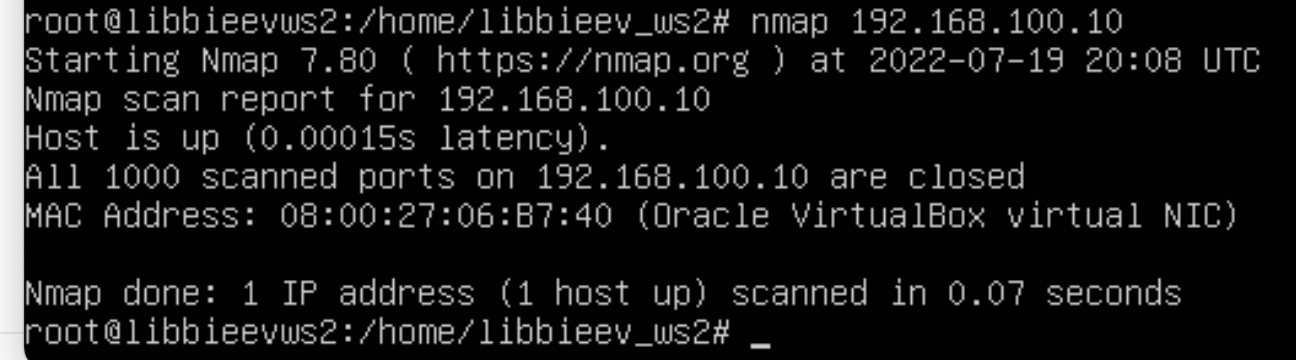 root@libbieevws2:/home/libbieev_ws2# nmap 192.168.100.10
Starting Nmap 7.80 ( https://nmap.org ) at 2022-07-19 20:08 UTC
Nmap scan report for 192.168.100.10
Host is up (0.00015s latency).
All 1000 scanned ports on 192.168.100.10 are closed
MAC Address: 08:00:27:06:B7:40 (Oracle VirtualBox virtual NIC)
Nmap done: 1 IP address (1 host up) scanned in 0.07 seconds
root@libbieevws2:/home/libbieev_ws2# _